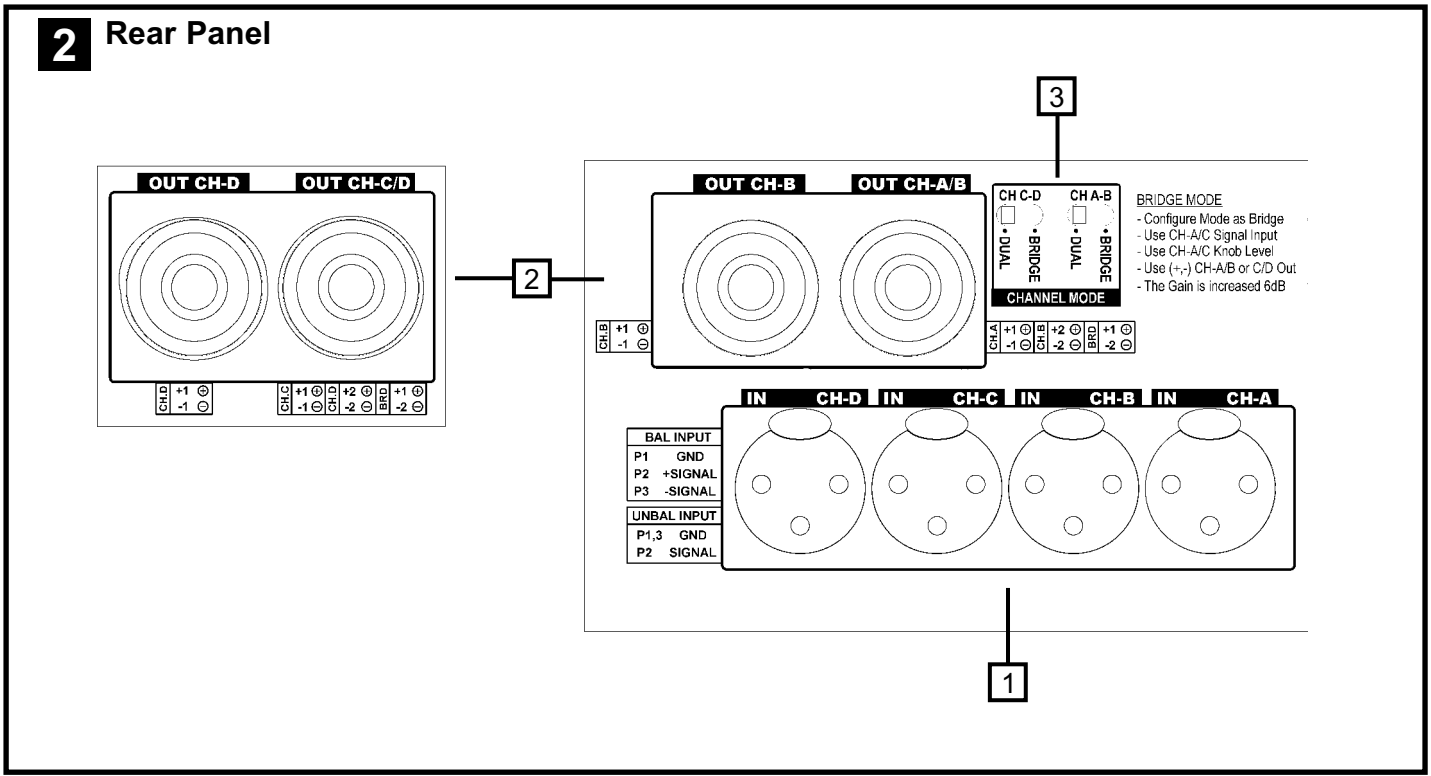 2 Rear Panel
3
OUT CH-D OUT CH-C/D
OUT CH-B OUT CH-A/B
CH C-D CH A-B
• DUAL • BRIDGE • DUAL • BRIDGE
CHANNEL MODE
BRIDGE MODE
- Configure Mode as Bridge
- Use CH-A/C Signal Input
- Use CH-A/C Knob Level
- Use (+,-) CH-A/B or C/D Out
- The Gain is increased 6dB
2
CH.B +1 ⊕
-1 ⊖
CH.A +1 ⊕ CH.B +2 ⊕ BRD +1 ⊕
-1 ⊖ -2 ⊖ -2 ⊖
CH.D +1 ⊕
-1 ⊖
CH.C +1 ⊕ CH.D +2 ⊕ BRD +1 ⊕
-1 ⊖ -2 ⊖ -2 ⊖
IN CH-D IN CH-C IN CH-B IN CH-A
BAL INPUT
P1 GND
P2 +SIGNAL
P3 -SIGNAL
UNBAL INPUT
P1,3 GND
P2 SIGNAL
1